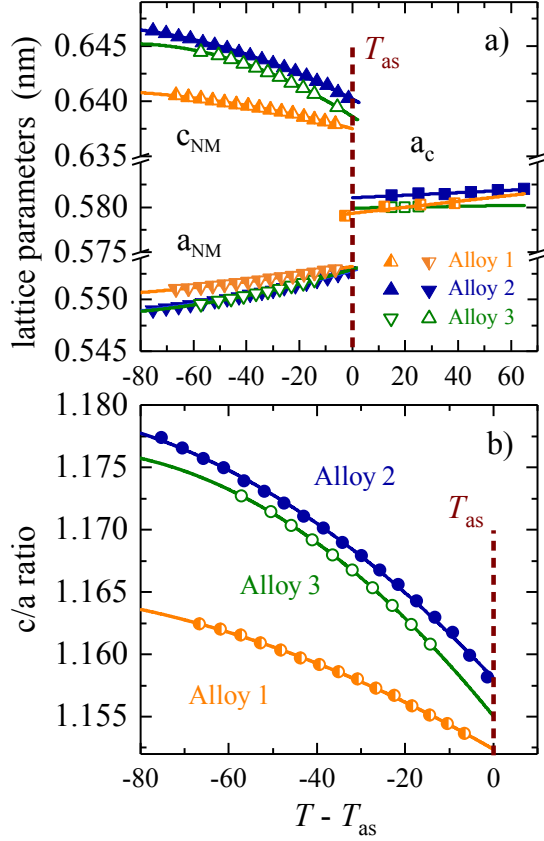 a)
lattice parameters (nm)
0.645
0.640
0.635
0.580
0.575
0.550
0.545
T_as
c_NM
a_c
a_NM
Alloy 1
Alloy 2
Alloy 3
-80 -60 -40 -20 0 20 40 60
b)
c/a ratio
1.180
1.175
1.170
1.165
1.160
1.155
Alloy 2
T_as
Alloy 3
Alloy 1
-80 -60 -40 -20 0
T - T_as